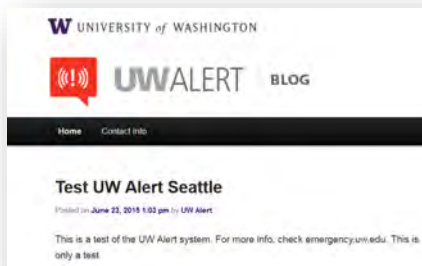 W UNIVERSITY of WASHINGTON
((!)) UWALERT BLOG
Home Contact Info
Test UW Alert Seattle
Posted on June 23, 2015 1:03 pm by UW Alert
This is a test of the UW Alert system. For more info, check emergency.uw.edu. This is
only a test